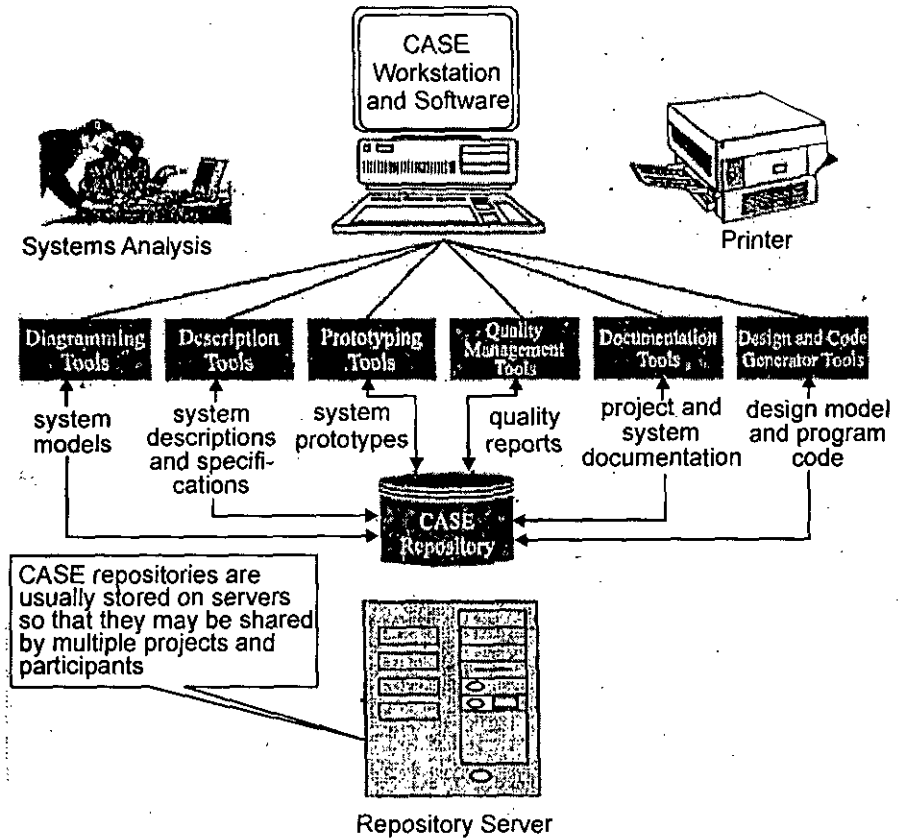 CASE
Workstation
and Software
Systems Analysis
Printer
Diagramming
Tools
Description
Tools
Prototyping
Tools
Quality
Management
Tools
Documentation
Tools
Design and Code
Generator Tools
system
models
system
descriptions
and specifi-
cations
system
prototypes
quality
reports
project and
system
documentation
design model
and program
code
CASE
Repository
CASE repositories are
usually stored on servers
so that they may be shared
by multiple projects and
participants
Repository Server